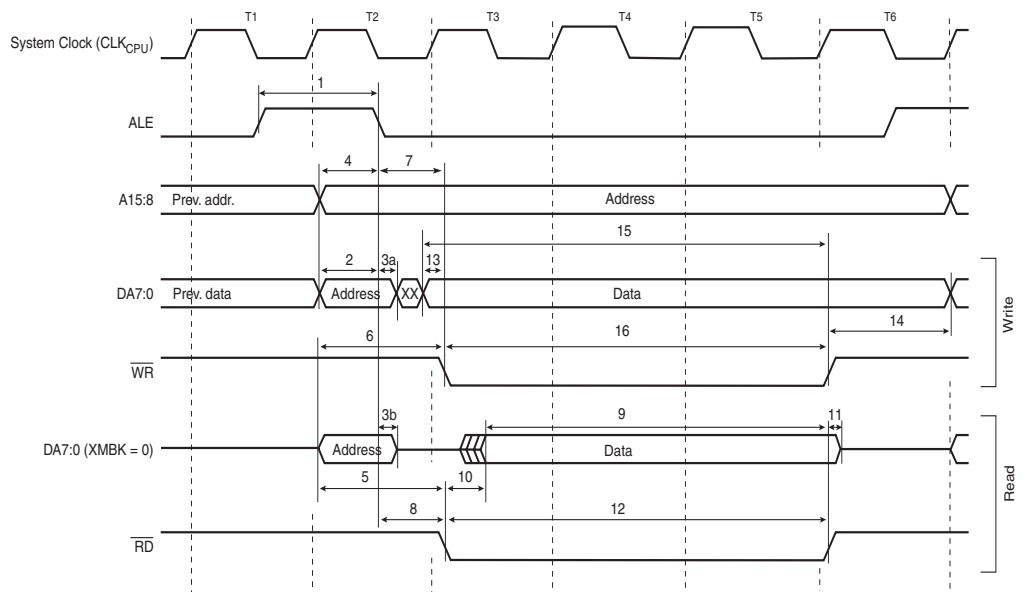 T1 T2 T3 T4 T5 T6
System Clock (CLKCPU)
1
ALE
4 7
A15:8 Prev. addr. Address
15
2 3a 13
DA7:0 Prev. data Address XX Data
6 16 14
WR
Write
3b 9 11
DA7:0 (XMBK = 0) Address Data
5 10
8 12
RD
Read